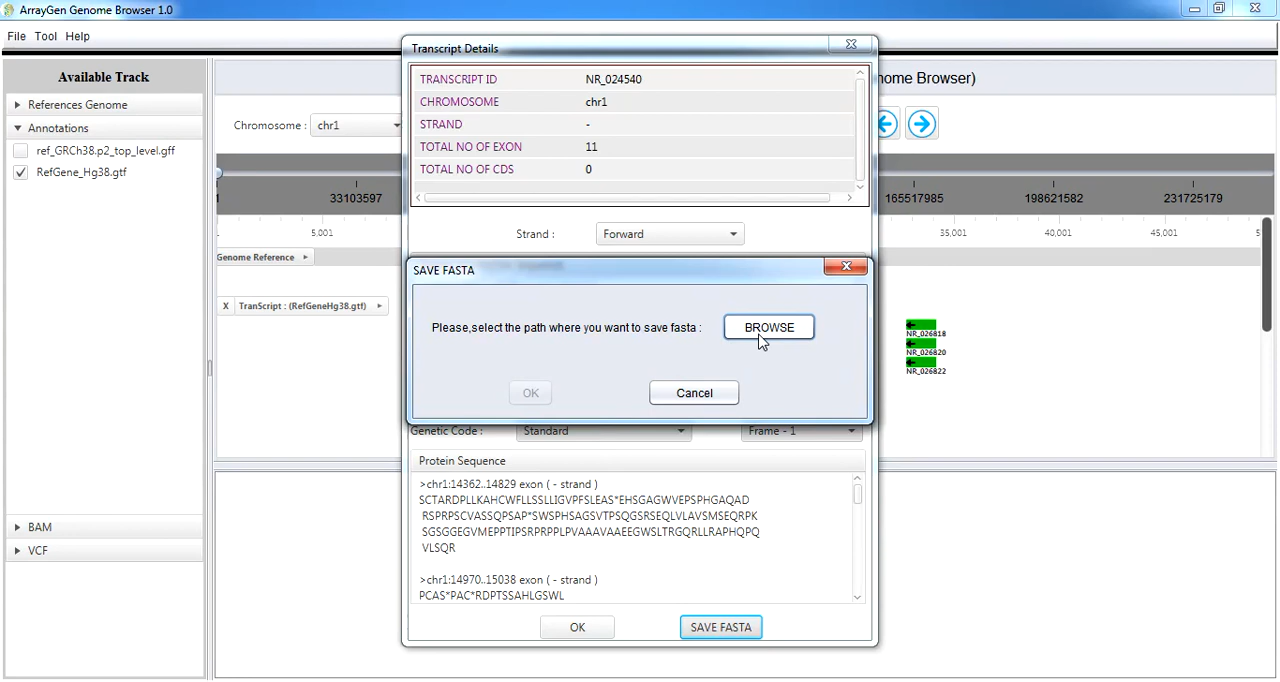 ArrayGen Genome Browser 1.0
File Tool Help
Available Track
References Genome
Annotations
ref_GRCh38.p2_top_level.gff
RefGene_Hg38.gtf
BAM
VCF
nome Browser)
Chromosome : chr1
33103597 165517985 198621582 231725179
5,001 35,001 40,001 45,001
Genome Reference
X TranScript : (RefGeneHg38.gtf)
NR_026818
NR_026820
NR_026822
Transcript Details
TRANSCRIPT ID NR_024540
CHROMOSOME chr1
STRAND -
TOTAL NO OF EXON 11
TOTAL NO OF CDS 0
Strand : Forward
SAVE FASTA
Please,select the path where you want to save fasta : BROWSE
OK Cancel
Genetic Code : Standard Frame - 1
Protein Sequence
>chr1:14362..14829 exon ( - strand )
SCTARDPLLKAHCWFLLSSLLIGVPFSLEAS*EHSGAGWVEPSPHGAQAD
RSPRPSCVASSQPSAP*SWSPHSAGSVTPSQGSRSEQLVLAVSMSEQRPK
SGSGGEGVMEPPTIPSRPRPPLPVAAAVAAEEGWSLTRGQRLLRAPHQPQ
VLSQR
>chr1:14970..15038 exon ( - strand )
PCAS*PAC*RDPTSSAHLGSWL
OK SAVE FASTA